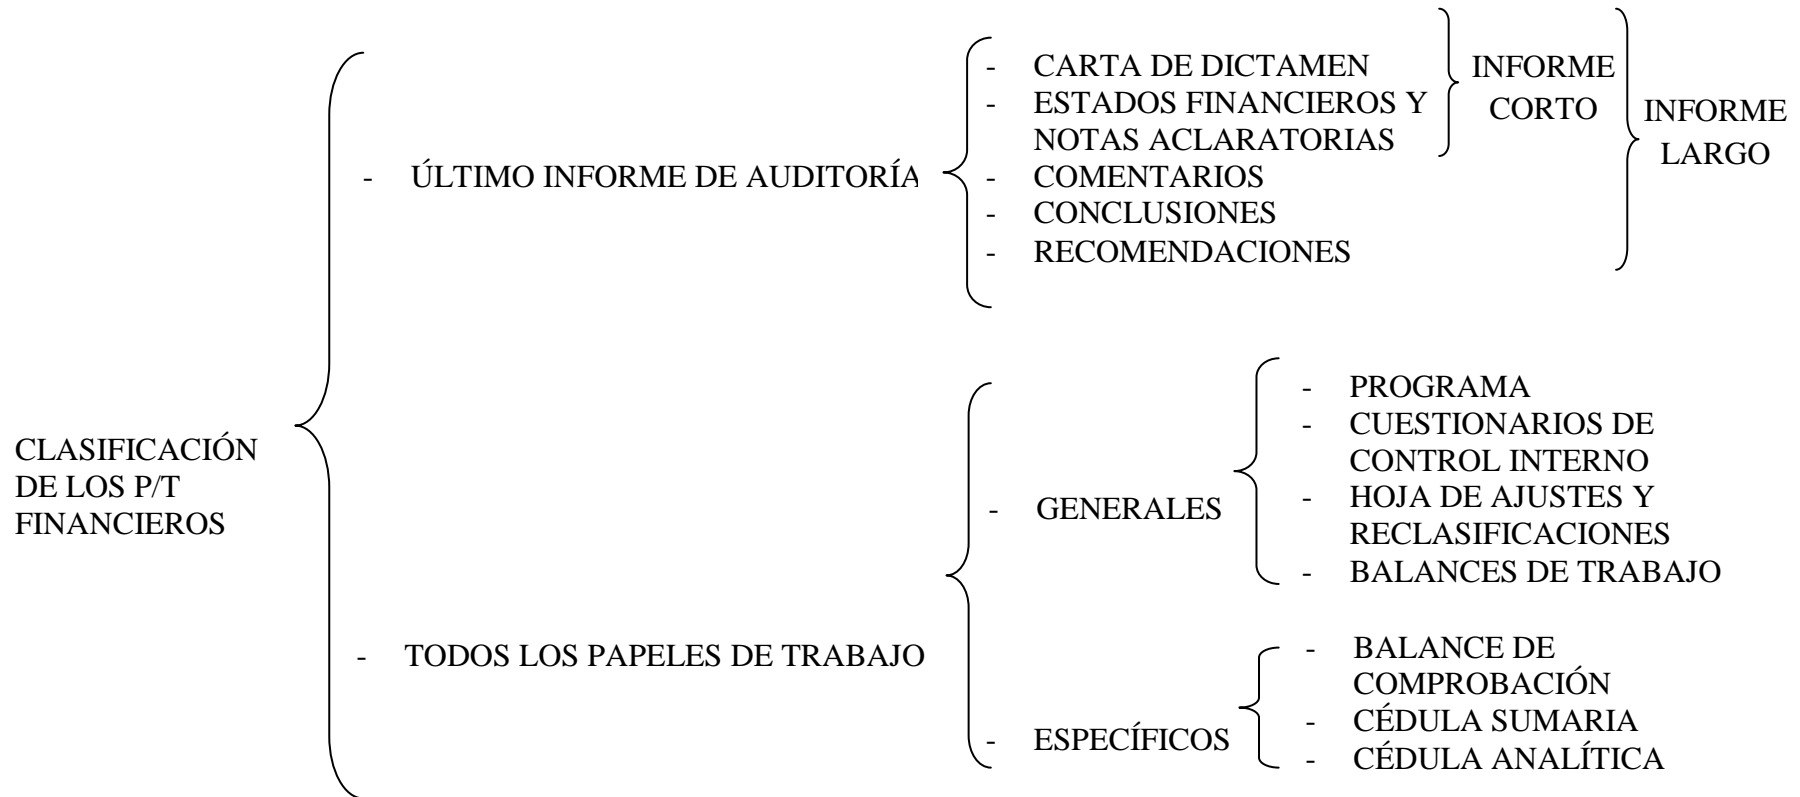 - CARTA DE DICTAMEN
- ESTADOS FINANCIEROS Y
NOTAS ACLARATORIAS
INFORME
CORTO
INFORME
LARGO
- ÚLTIMO INFORME DE AUDITORÍA
- COMENTARIOS
- CONCLUSIONES
- RECOMENDACIONES
CLASIFICACIÓN
DE LOS P/T
FINANCIEROS
- GENERALES
- PROGRAMA
- CUESTIONARIOS DE
CONTROL INTERNO
- HOJA DE AJUSTES Y
RECLASIFICACIONES
- BALANCES DE TRABAJO
- TODOS LOS PAPELES DE TRABAJO
- ESPECÍFICOS
- BALANCE DE
COMPROBACIÓN
- CÉDULA SUMARIA
- CÉDULA ANALÍTICA